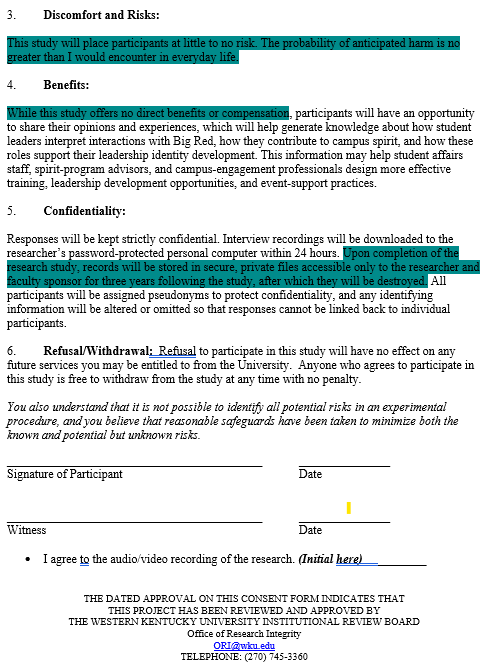 3. Discomfort and Risks:
This study will place participants at little to no risk. The probability of anticipated harm is no
greater than I would encounter in everyday life.
4. Benefits:
While this study offers no direct benefits or compensation, participants will have an opportunity
to share their opinions and experiences, which will help generate knowledge about how student
leaders interpret interactions with Big Red, how they contribute to campus spirit, and how these
roles support their leadership identity development. This information may help student affairs
staff, spirit-program advisors, and campus-engagement professionals design more effective
training, leadership development opportunities, and event-support practices.
5. Confidentiality:
Responses will be kept strictly confidential. Interview recordings will be downloaded to the
researcher’s password-protected personal computer within 24 hours. Upon completion of the
research study, records will be stored in secure, private files accessible only to the researcher and
faculty sponsor for three years following the study, after which they will be destroyed. All
participants will be assigned pseudonyms to protect confidentiality, and any identifying
information will be altered or omitted so that responses cannot be linked back to individual
participants.
6. Refusal/Withdrawal: Refusal to participate in this study will have no effect on any
future services you may be entitled to from the University. Anyone who agrees to participate in
this study is free to withdraw from the study at any time with no penalty.
You also understand that it is not possible to identify all potential risks in an experimental
procedure, and you believe that reasonable safeguards have been taken to minimize both the
known and potential but unknown risks.
Signature of Participant Date
Witness Date
• I agree to the audio/video recording of the research. (Initial here)
THE DATED APPROVAL ON THIS CONSENT FORM INDICATES THAT
THIS PROJECT HAS BEEN REVIEWED AND APPROVED BY
THE WESTERN KENTUCKY UNIVERSITY INSTITUTIONAL REVIEW BOARD
Office of Research Integrity
ORI@wku.edu
TELEPHONE: (270) 745-3360